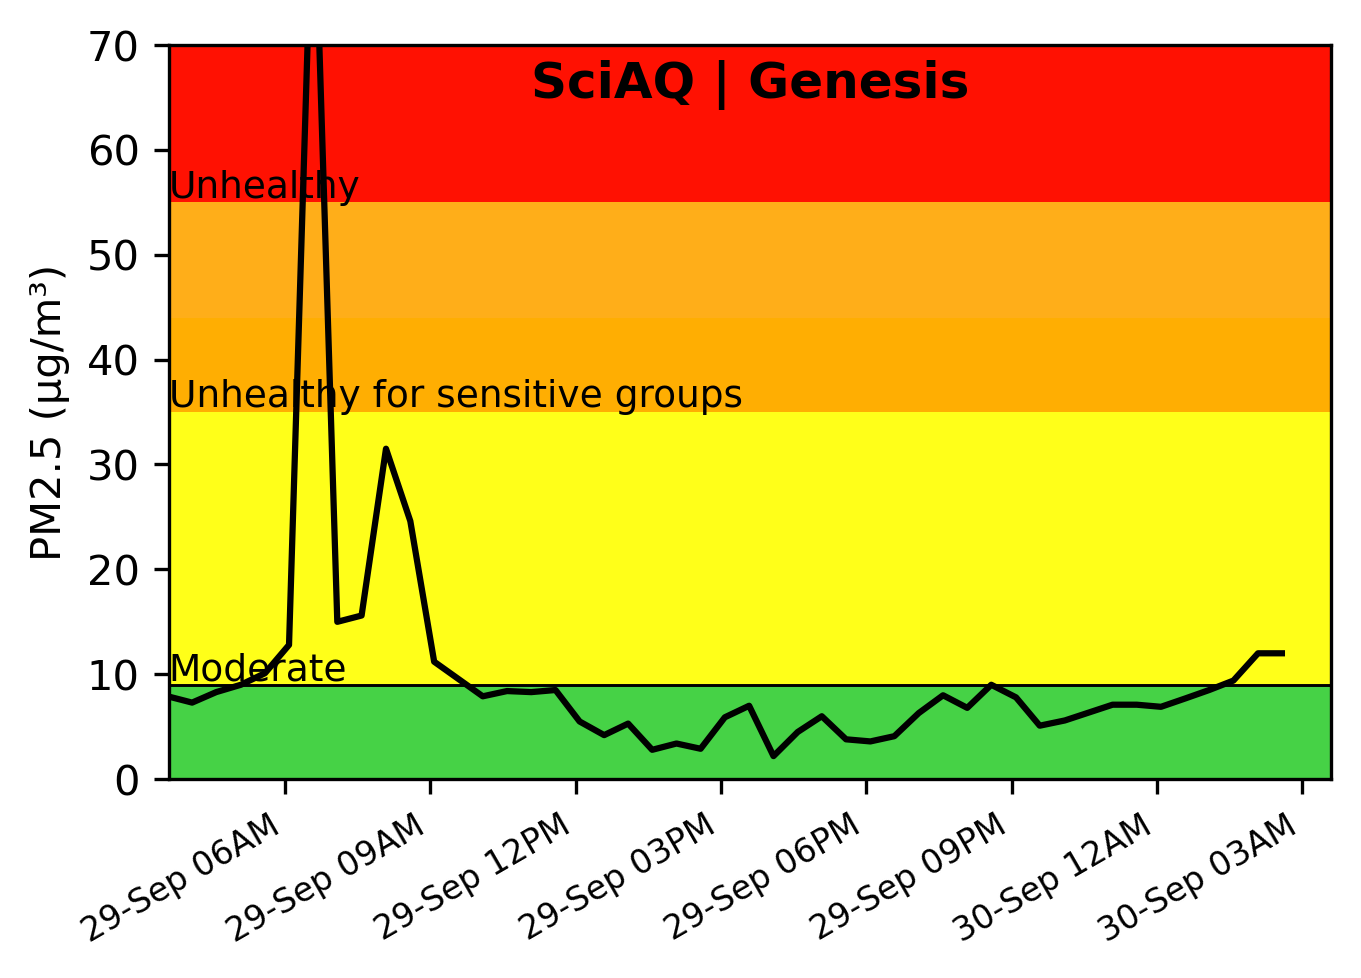 SciAQ | Genesis
70
60
50
40
30
20
10
0
PM2.5 (µg/m³)
Unhealthy
Unhealthy for sensitive groups
Moderate
29-Sep 06AM
29-Sep 09AM
29-Sep 12PM
29-Sep 03PM
29-Sep 06PM
29-Sep 09PM
30-Sep 12AM
30-Sep 03AM